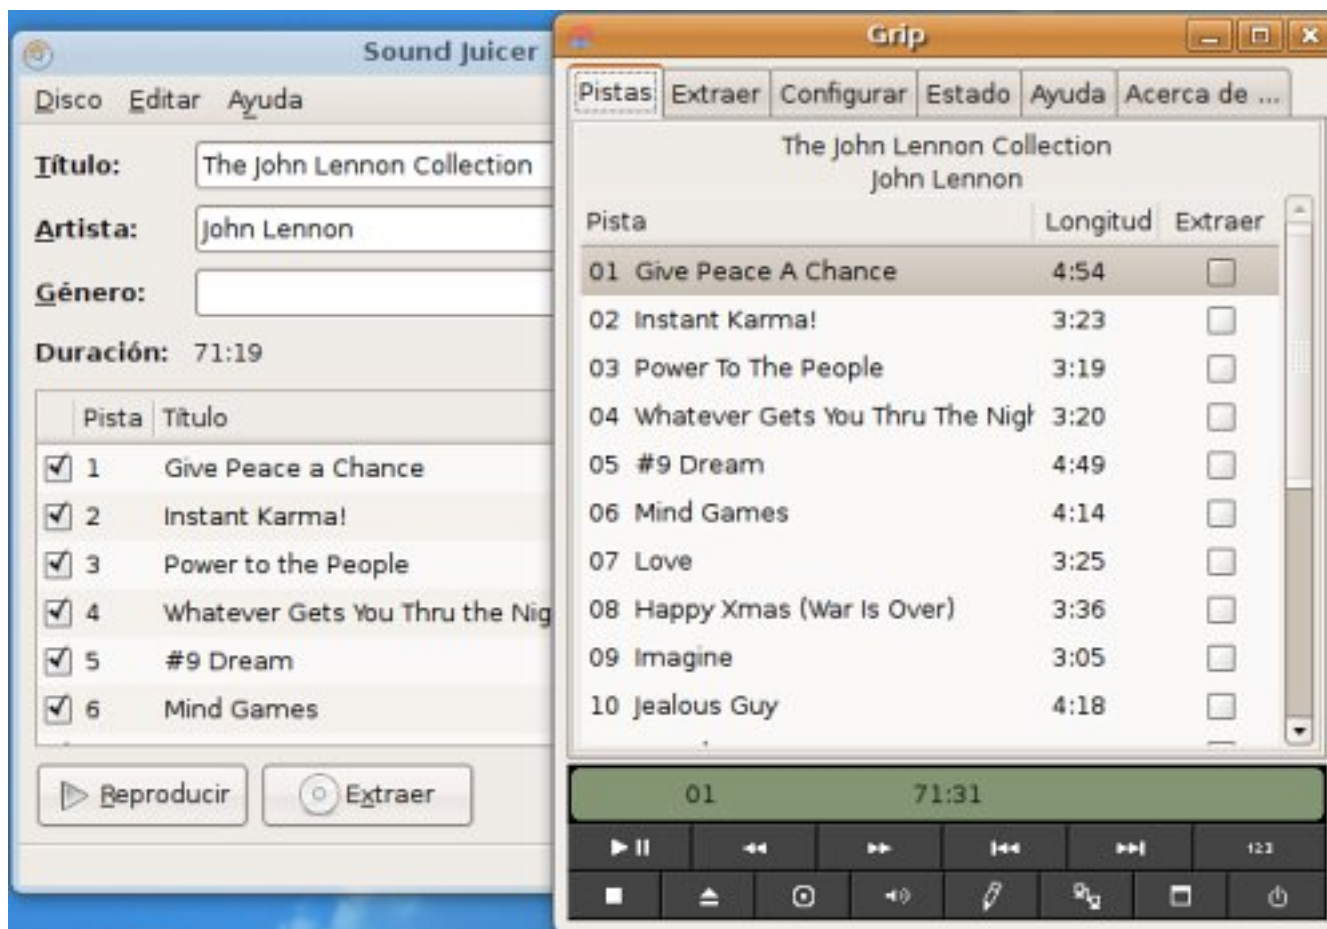 Sound Juicer
Disco Editar Ayuda
Título: The John Lennon Collection
Artista: John Lennon
Género:
Duración: 71:19
Pista Título
1 Give Peace a Chance
2 Instant Karma!
3 Power to the People
4 Whatever Gets You Thru the Nig
5 #9 Dream
6 Mind Games
Reproducir Extraer
Grip
Pistas Extraer Configurar Estado Ayuda Acerca de ...
The John Lennon Collection
John Lennon
Pista Longitud Extraer
01 Give Peace A Chance 4:54
02 Instant Karma! 3:23
03 Power To The People 3:19
04 Whatever Gets You Thru The Nigh 3:20
05 #9 Dream 4:49
06 Mind Games 4:14
07 Love 3:25
08 Happy Xmas (War Is Over) 3:36
09 Imagine 3:05
10 Jealous Guy 4:18
01 71:31
123